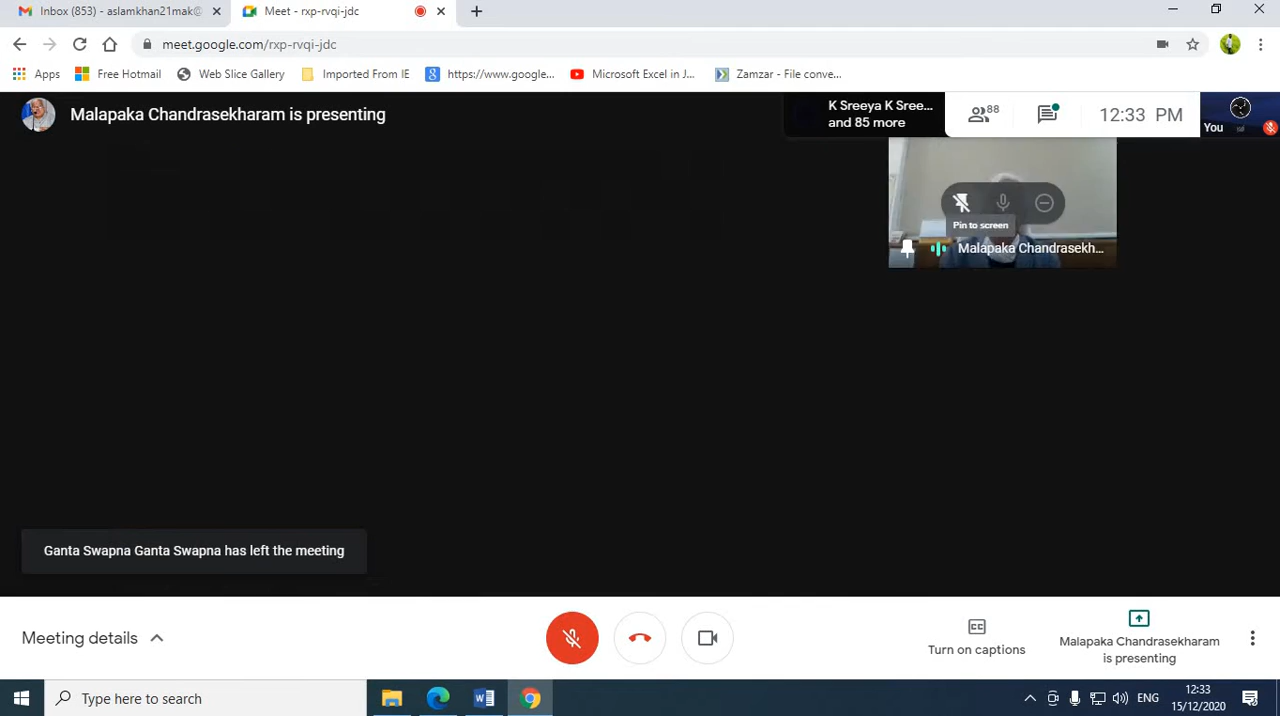 Inbox (853) - aslamkhan21mak@
Meet - rxp-rvqi-jdc
meet.google.com/rxp-rvqi-jdc
Apps
Free Hotmail
Web Slice Gallery
Imported From IE
https://www.google...
Microsoft Excel in J...
Zamzar - File conve...
Malapaka Chandrasekharam is presenting
K Sreeya K Sree...
and 85 more
88
12:33 PM
You
Pin to screen
Malapaka Chandrasekh...
Ganta Swapna Ganta Swapna has left the meeting
Meeting details
CC
Turn on captions
Malapaka Chandrasekharam
is presenting
Type here to search
ENG
12:33
15/12/2020